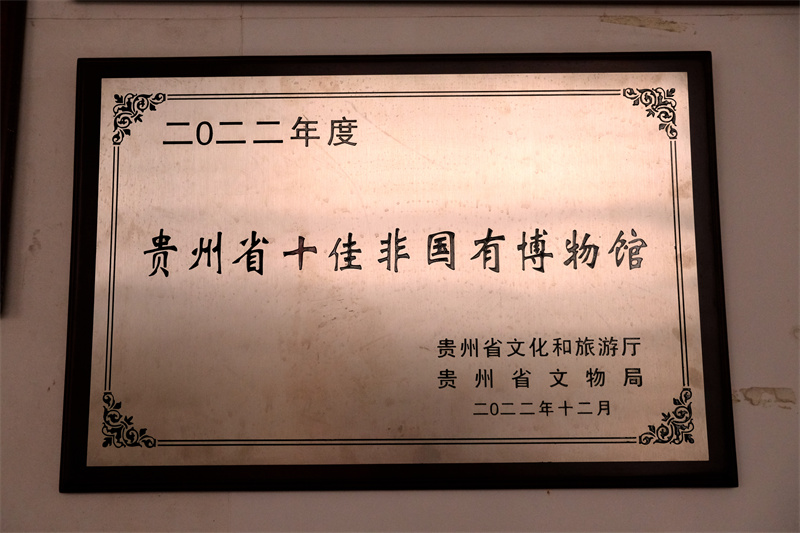 二0二二年度
贵州省十佳非国有博物馆
贵州省文化和旅游厅
贵州省文物局
二0二二年十二月